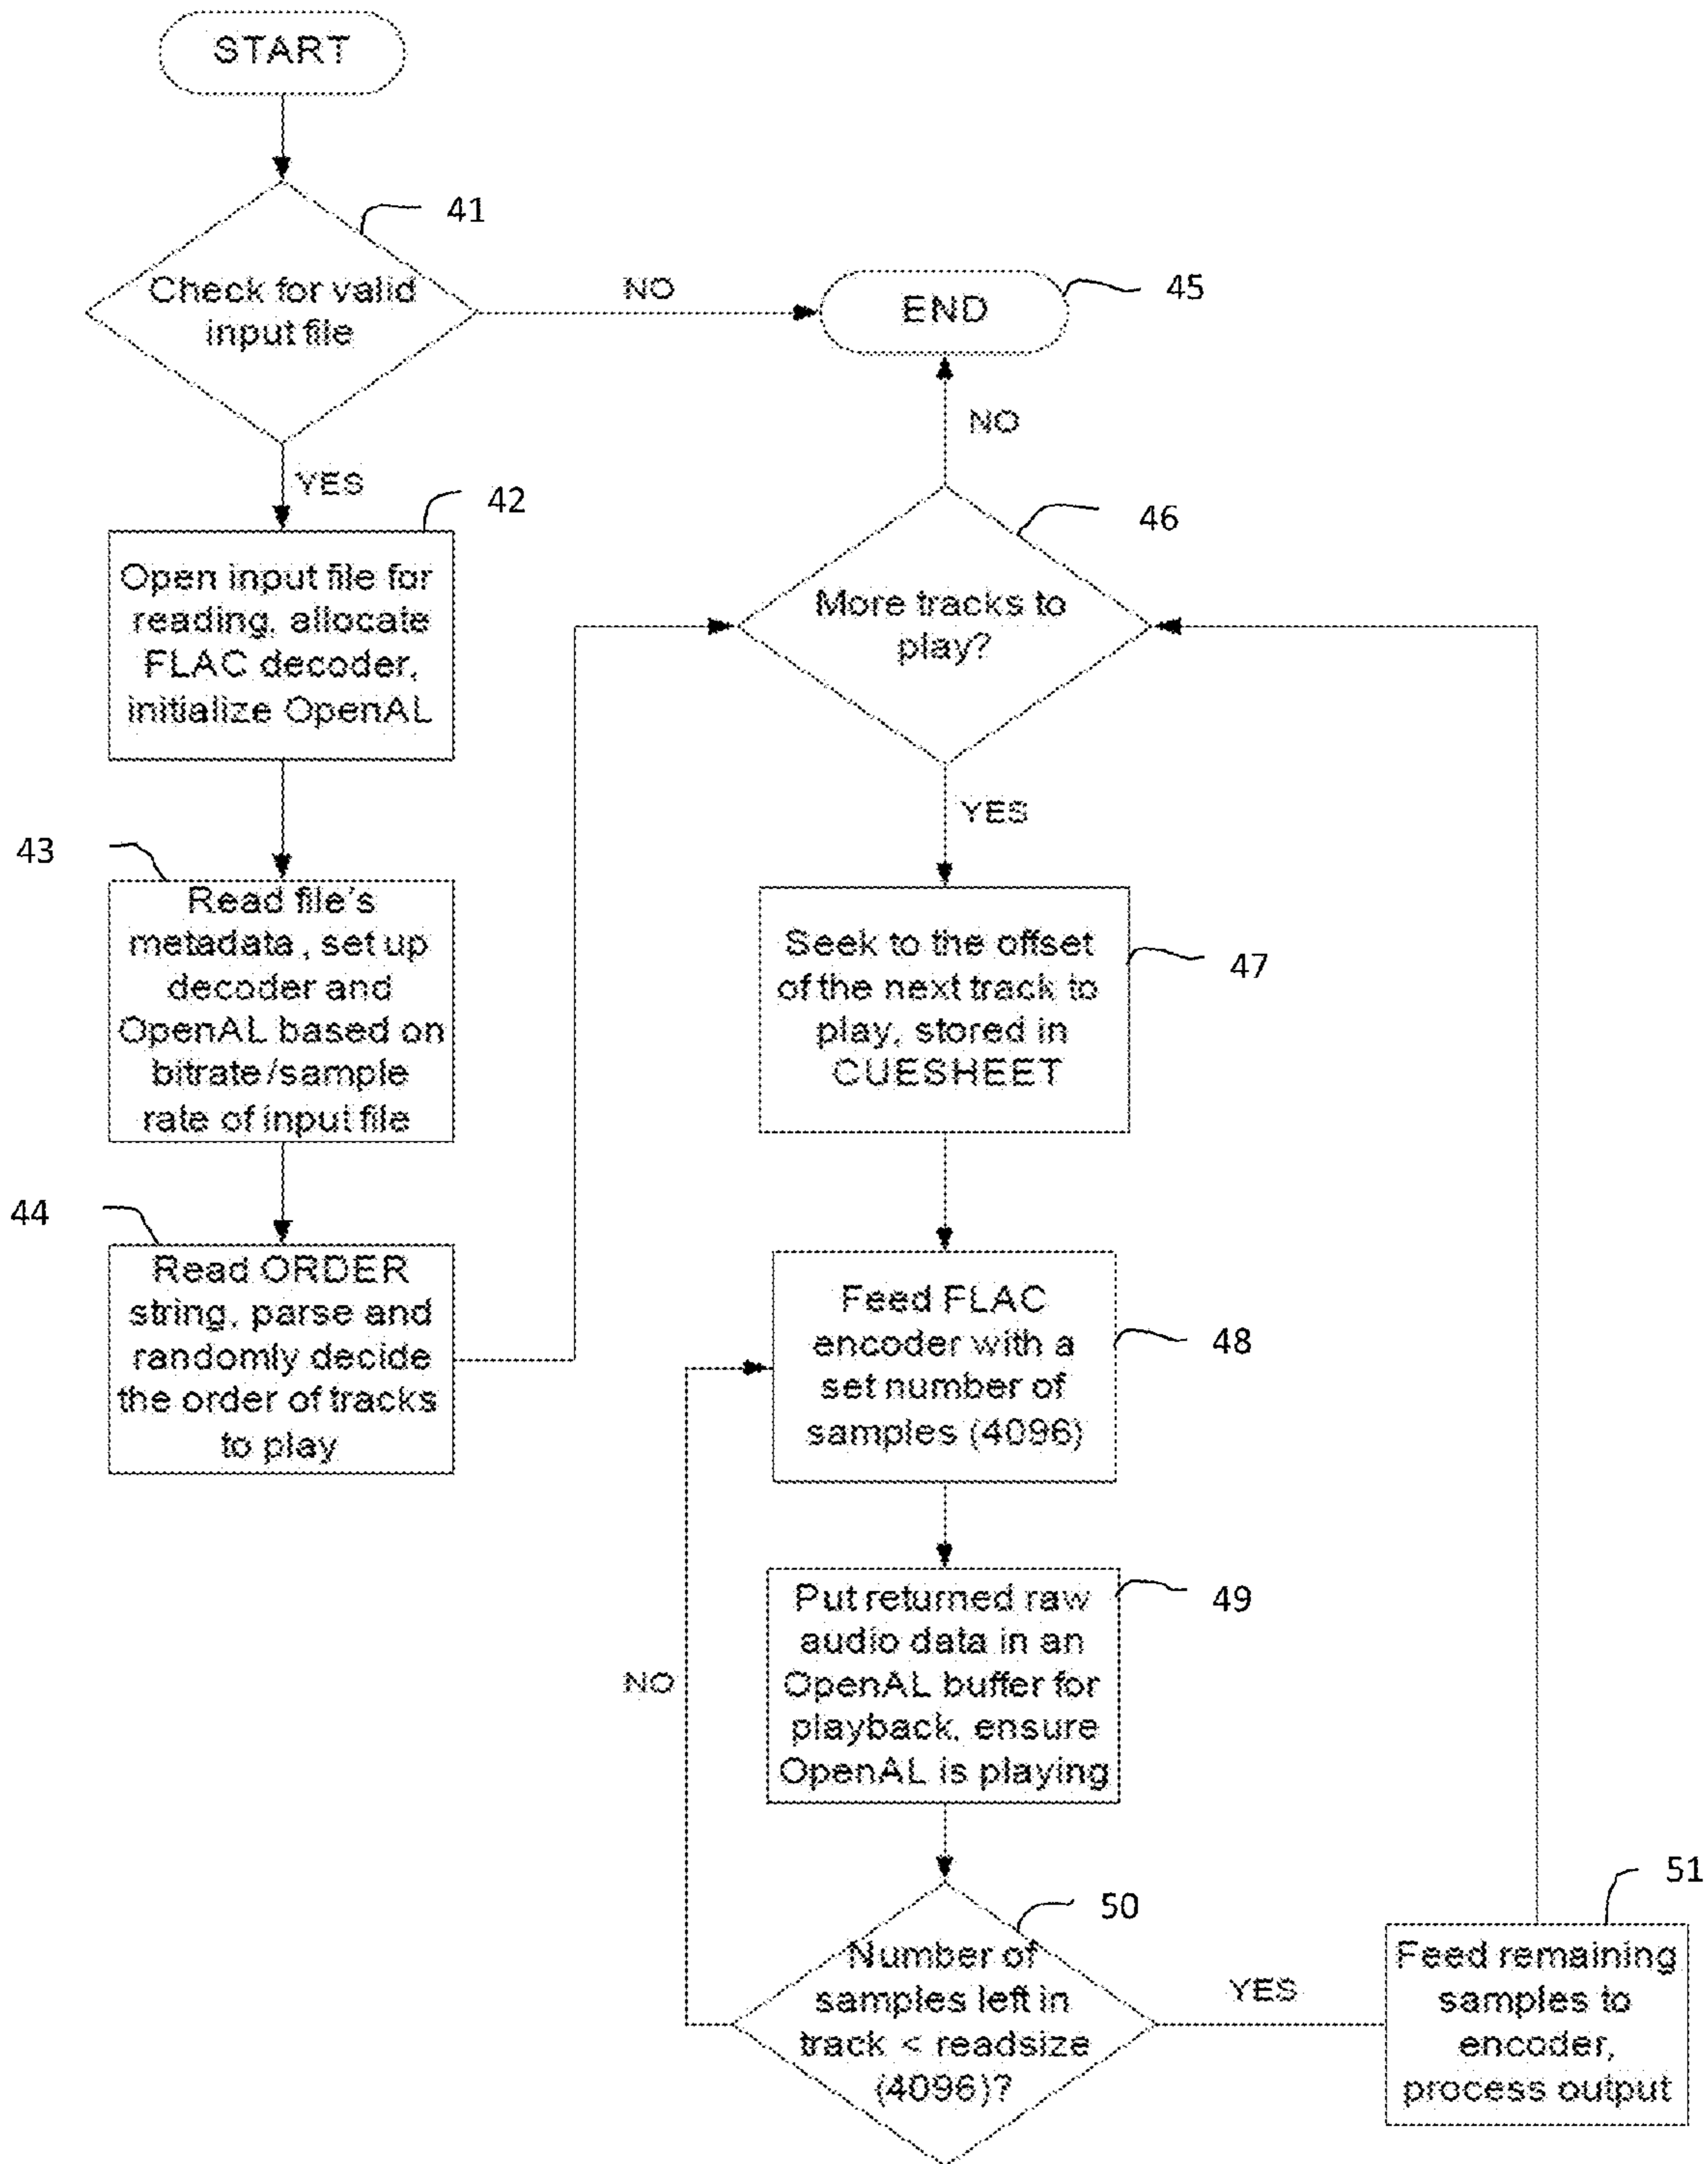 START
41
Check for valid
input file
NO
END
45
YES
42
Open input file for
reading, allocate
FLAC decoder,
initialize OpenAL
43
Read file's
metadata, set up
decoder and
OpenAL based on
bitrate/sample
rate of input file
44
Read ORDER
string, parse and
randomly decide
the order of tracks
to play
NO
46
More tracks to
play?
YES
47
Seek to the offset
of the next track to
play, stored in
CUESHEET
48
Feed FLAC
encoder with a
set number of
samples (4096)
49
Put returned raw
audio data in an
OpenAL buffer for
playback, ensure
OpenAL is playing
NO
50
Number of
samples left in
track < readsize
(4096)?
YES
51
Feed remaining
samples to
encoder,
process output